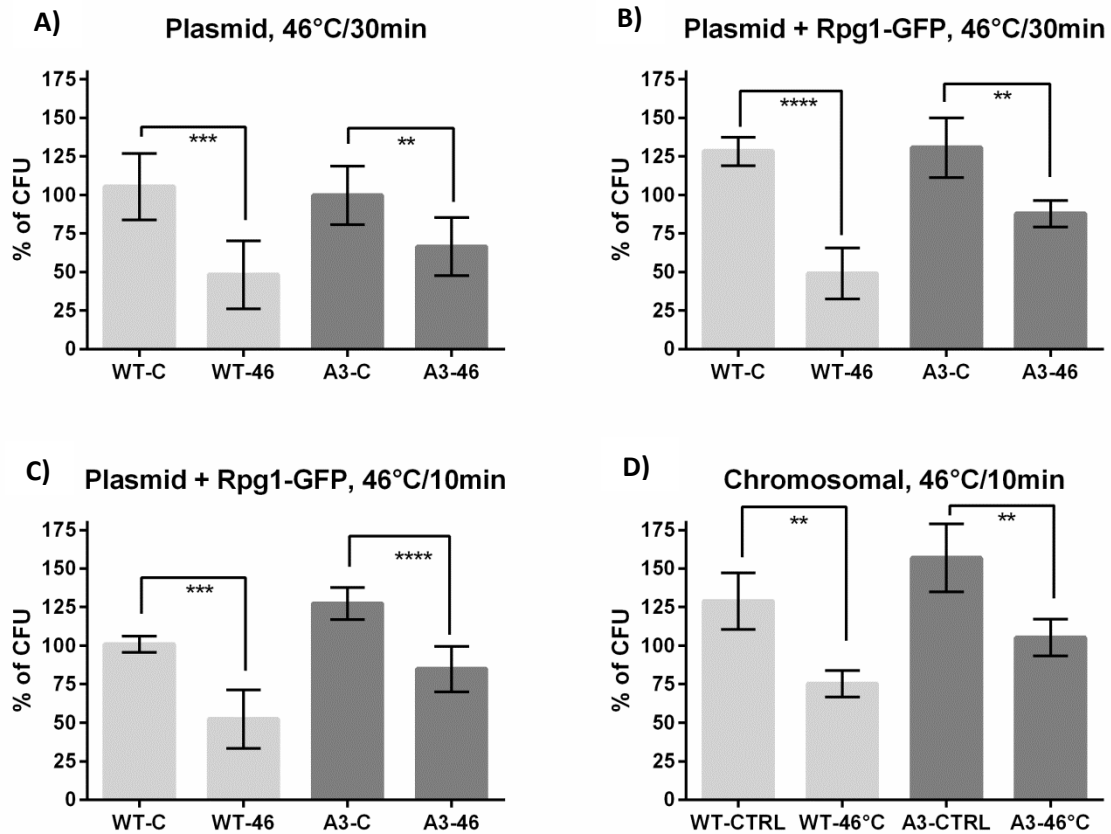 A)
Plasmid, 46°C/30min
% of CFU
175
150
125
100
75
50
25
0
***
**
WT-C WT-46 A3-C A3-46
B)
Plasmid + Rpg1-GFP, 46°C/30min
% of CFU
175
150
125
100
75
50
25
0
****
**
WT-C WT-46 A3-C A3-46
C)
Plasmid + Rpg1-GFP, 46°C/10min
% of CFU
175
150
125
100
75
50
25
0
***
****
WT-C WT-46 A3-C A3-46
D)
Chromosomal, 46°C/10min
% of CFU
175
150
125
100
75
50
25
0
**
**
WT-CTRL WT-46°C A3-CTRL A3-46°C